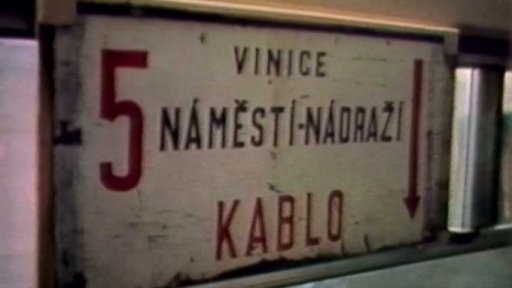 5
VINICE
NÁMĚSTÍ-NÁDRAŽÍ
KABLO